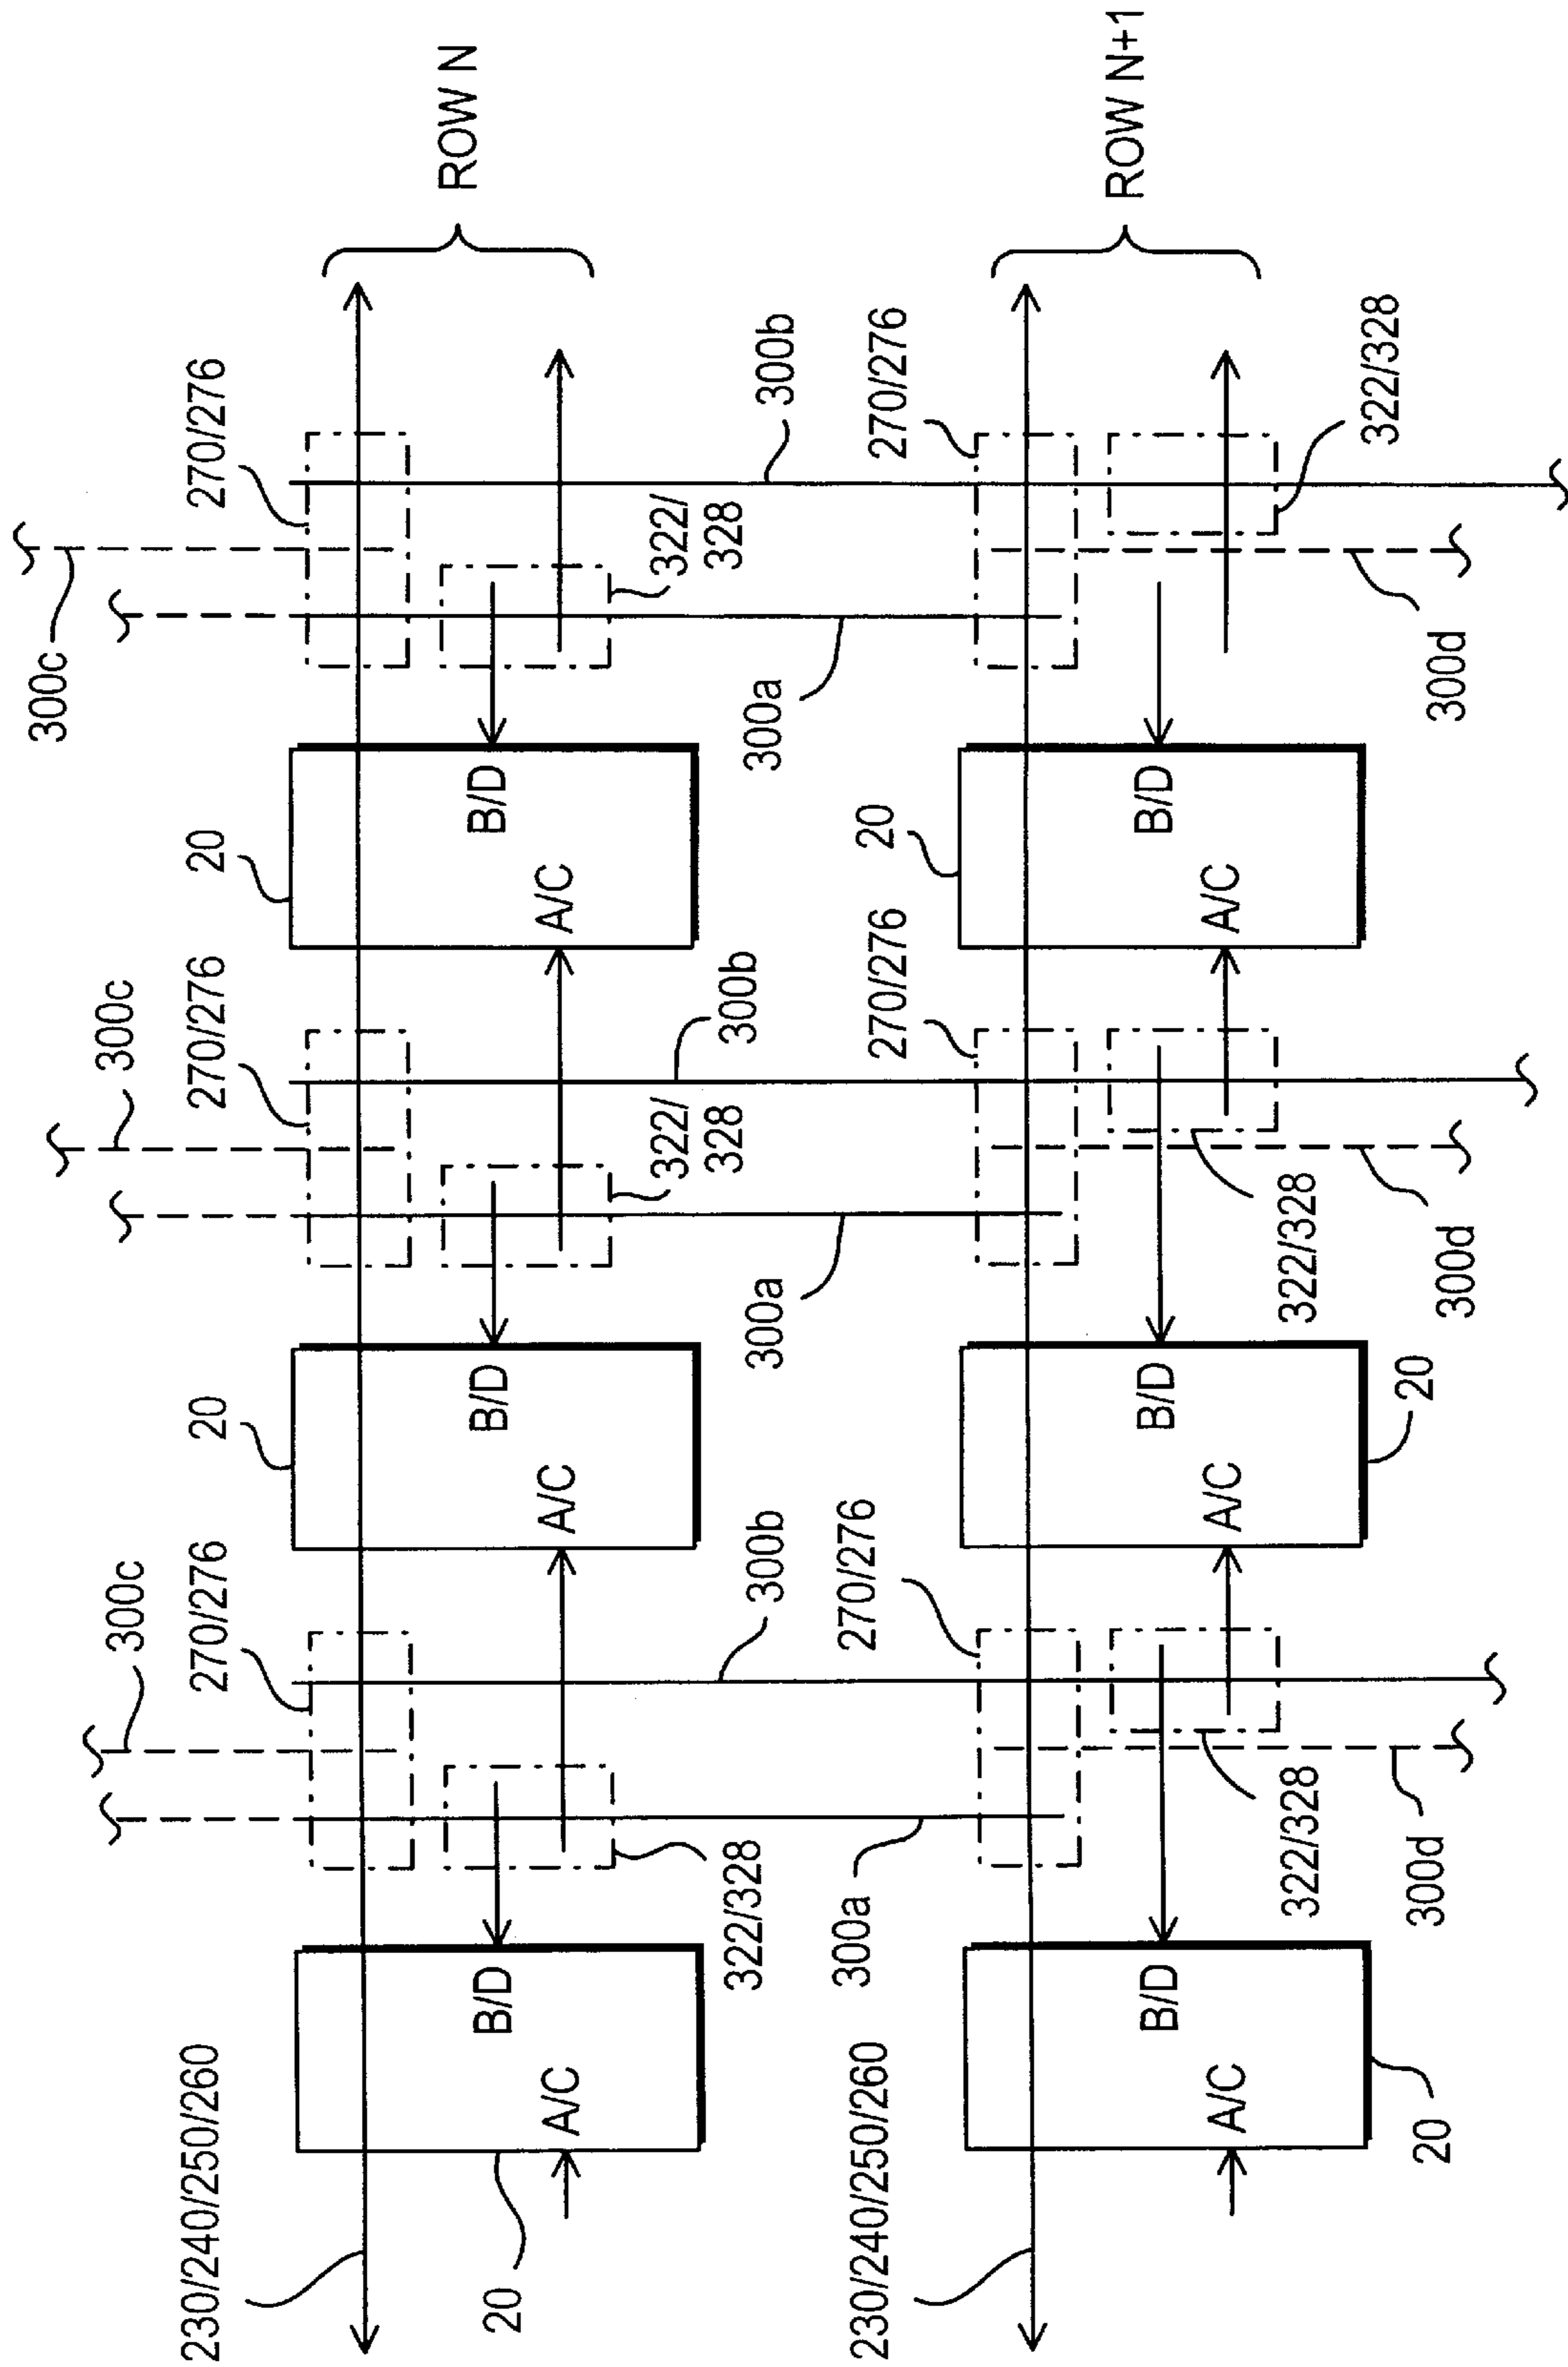 300c
300c
300c
230/240/250/260
270/276
20
270/276
20
270/276
ROW N
20
B/D
B/D
B/D
A/C
A/C
A/C
322/328
300b
322/
328
300a
300b
322/
328
300a
300b
230/240/250/260
300a
270/276
270/276
20
270/276
ROW N+1
B/D
B/D
B/D
A/C
A/C
A/C
322/328
322/328
322/328
20
300d
20
300d
300d